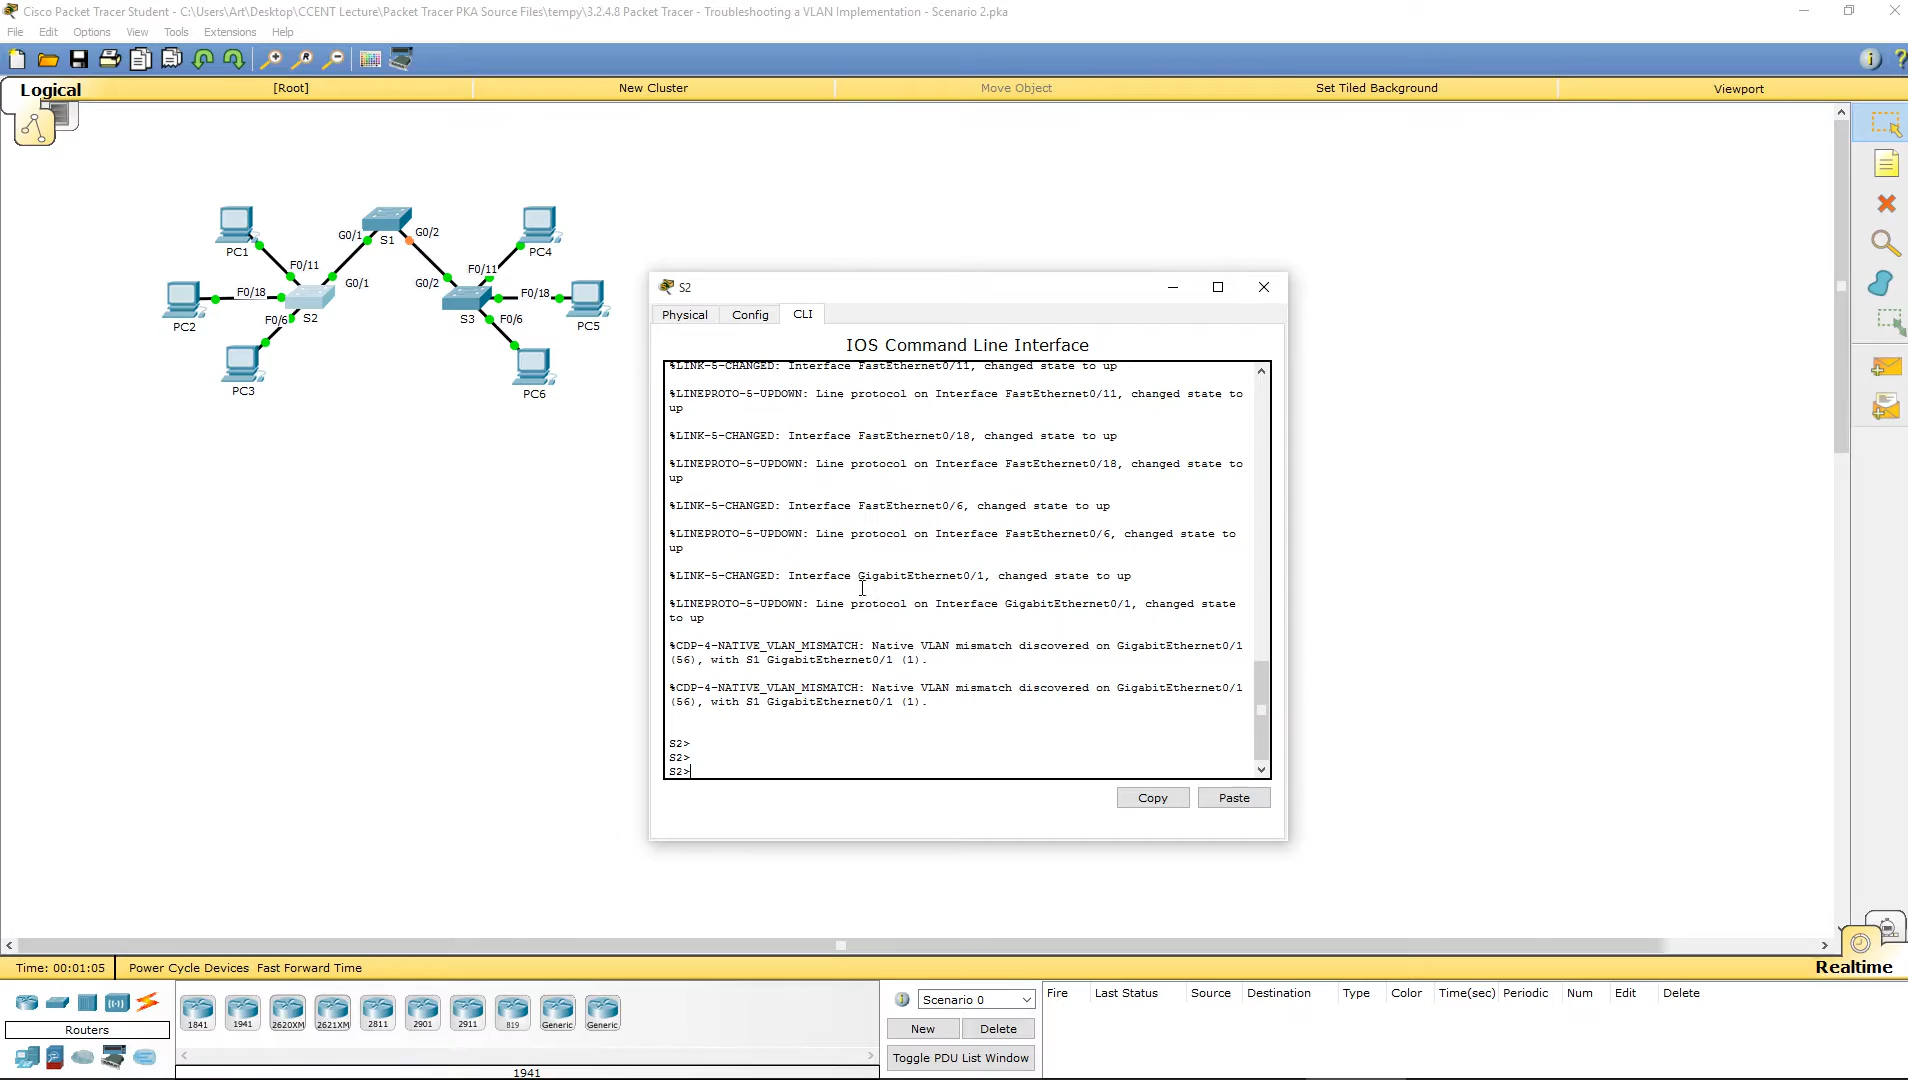 Cisco Packet Tracer Student - C:\Users\Art\Desktop\CCENT Lecture\Packet Tracer PKA Source Files\tempy\3.2.4.8 Packet Tracer - Troubleshooting a VLAN Implementation - Scenario 2.pka
File Edit Options View Tools Extensions Help
Logical [Root] New Cluster Move Object Set Tiled Background Viewport
PC1
G0/1
S1
G0/2
PC4
F0/11
F0/11
PC2
F0/18
G0/1
G0/2
F0/18
PC5
F0/6
S2
S3
F0/6
PC3
PC6
S2
Physical Config CLI
IOS Command Line Interface
%LINK-5-CHANGED: Interface FastEthernet0/11, changed state to up
%LINEPROTO-5-UPDOWN: Line protocol on Interface FastEthernet0/11, changed state to
up
%LINK-5-CHANGED: Interface FastEthernet0/18, changed state to up
%LINEPROTO-5-UPDOWN: Line protocol on Interface FastEthernet0/18, changed state to
up
%LINK-5-CHANGED: Interface FastEthernet0/6, changed state to up
%LINEPROTO-5-UPDOWN: Line protocol on Interface FastEthernet0/6, changed state to
up
%LINK-5-CHANGED: Interface GigabitEthernet0/1, changed state to up
%LINEPROTO-5-UPDOWN: Line protocol on Interface GigabitEthernet0/1, changed state
to up
%CDP-4-NATIVE_VLAN_MISMATCH: Native VLAN mismatch discovered on GigabitEthernet0/1
(56), with S1 GigabitEthernet0/1 (1).
%CDP-4-NATIVE_VLAN_MISMATCH: Native VLAN mismatch discovered on GigabitEthernet0/1
(56), with S1 GigabitEthernet0/1 (1).
S2>
S2>
S2>
Copy Paste
Time: 00:01:05 Power Cycle Devices Fast Forward Time Realtime
Routers
1841 1941 2620XM 2621XM 2811 2901 2911 819 Generic Generic
1941
Scenario 0
New Delete
Toggle PDU List Window
Fire Last Status Source Destination Type Color Time(sec) Periodic Num Edit Delete